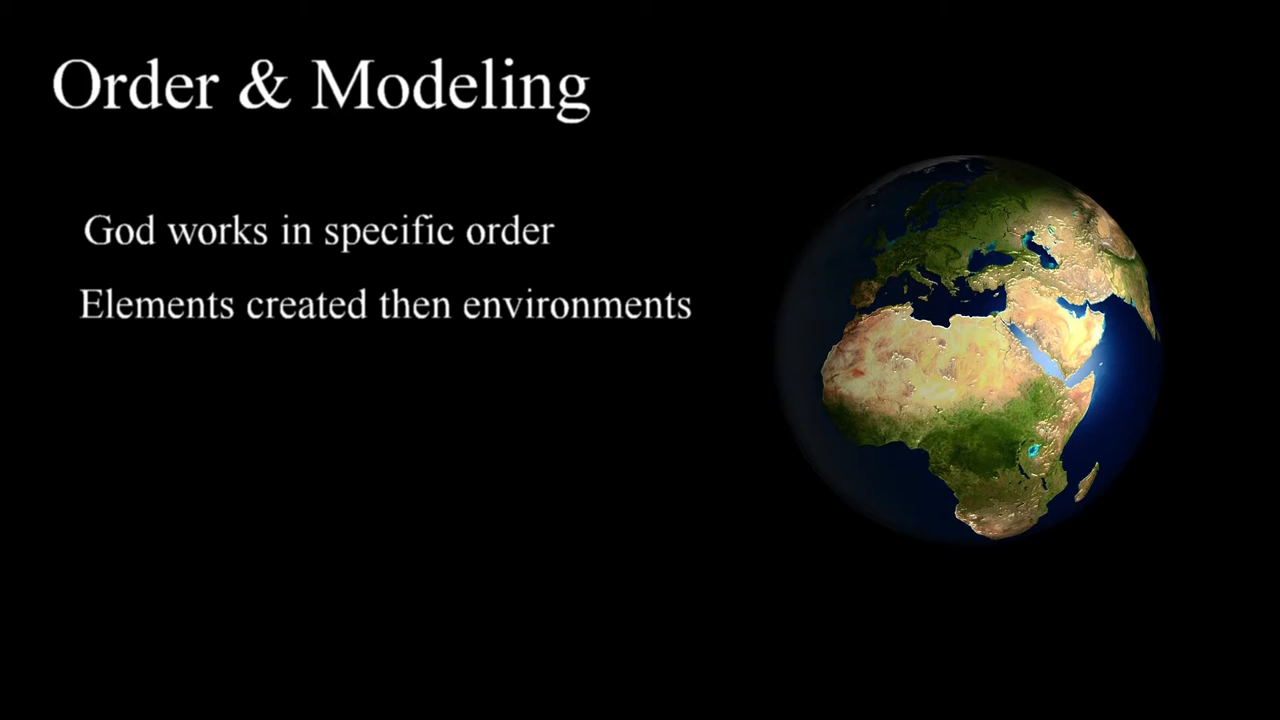 Order & Modeling
God works in specific order
Elements created then environments